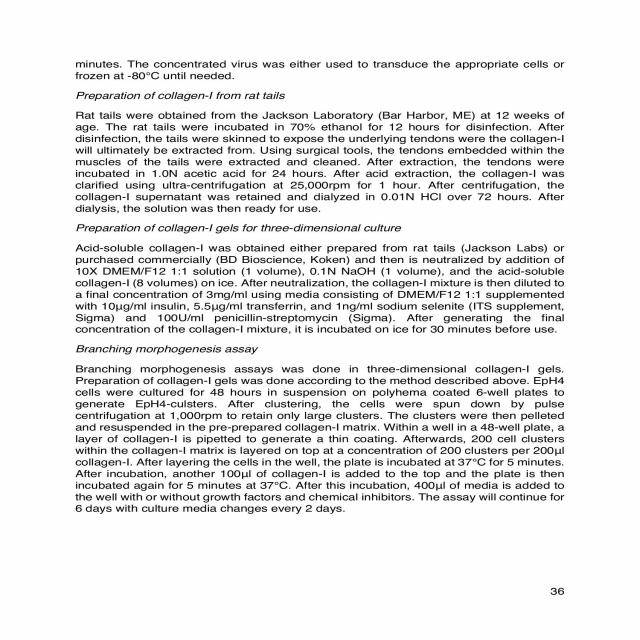 minutes. The concentrated virus was either used to transduce the appropriate cells or
frozen at -80°C until needed.
Preparation of collagen-I from rat tails
Rat tails were obtained from the Jackson Laboratory (Bar Harbor, ME) at 12 weeks of
age. The rat tails were incubated in 70% ethanol for 12 hours for disinfection. After
disinfection, the tails were skinned to expose the underlying tendons were the collagen-I
will ultimately be extracted from. Using surgical tools, the tendons embedded within the
muscles of the tails were extracted and cleaned. After extraction, the tendons were
incubated in 1.0N acetic acid for 24 hours. After acid extraction, the collagen-I was
clarified using ultra-centrifugation at 25,000rpm for 1 hour. After centrifugation, the
collagen-I supernatant was retained and dialyzed in 0.01N HCl over 72 hours. After
dialysis, the solution was then ready for use.
Preparation of collagen-I gels for three-dimensional culture
Acid-soluble collagen-I was obtained either prepared from rat tails (Jackson Labs) or
purchased commercially (BD Bioscience, Koken) and then is neutralized by addition of
10X DMEM/F12 1:1 solution (1 volume), 0.1N NaOH (1 volume), and the acid-soluble
collagen-I (8 volumes) on ice. After neutralization, the collagen-I mixture is then diluted to
a final concentration of 3mg/ml using media consisting of DMEM/F12 1:1 supplemented
with 10µg/ml insulin, 5.5µg/ml transferrin, and 1ng/ml sodium selenite (ITS supplement,
Sigma) and 100U/ml penicillin-streptomycin (Sigma). After generating the final
concentration of the collagen-I mixture, it is incubated on ice for 30 minutes before use.
Branching morphogenesis assay
Branching morphogenesis assays was done in three-dimensional collagen-I gels.
Preparation of collagen-I gels was done according to the method described above. EpH4
cells were cultured for 48 hours in suspension on polyhema coated 6-well plates to
generate EpH4-culsters. After clustering, the cells were spun down by pulse
centrifugation at 1,000rpm to retain only large clusters. The clusters were then pelleted
and resuspended in the pre-prepared collagen-I matrix. Within a well in a 48-well plate, a
layer of collagen-I is pipetted to generate a thin coating. Afterwards, 200 cell clusters
within the collagen-I matrix is layered on top at a concentration of 200 clusters per 200µl
collagen-I. After layering the cells in the well, the plate is incubated at 37°C for 5 minutes.
After incubation, another 100µl of collagen-I is added to the top and the plate is then
incubated again for 5 minutes at 37°C. After this incubation, 400µl of media is added to
the well with or without growth factors and chemical inhibitors. The assay will continue for
6 days with culture media changes every 2 days.
36